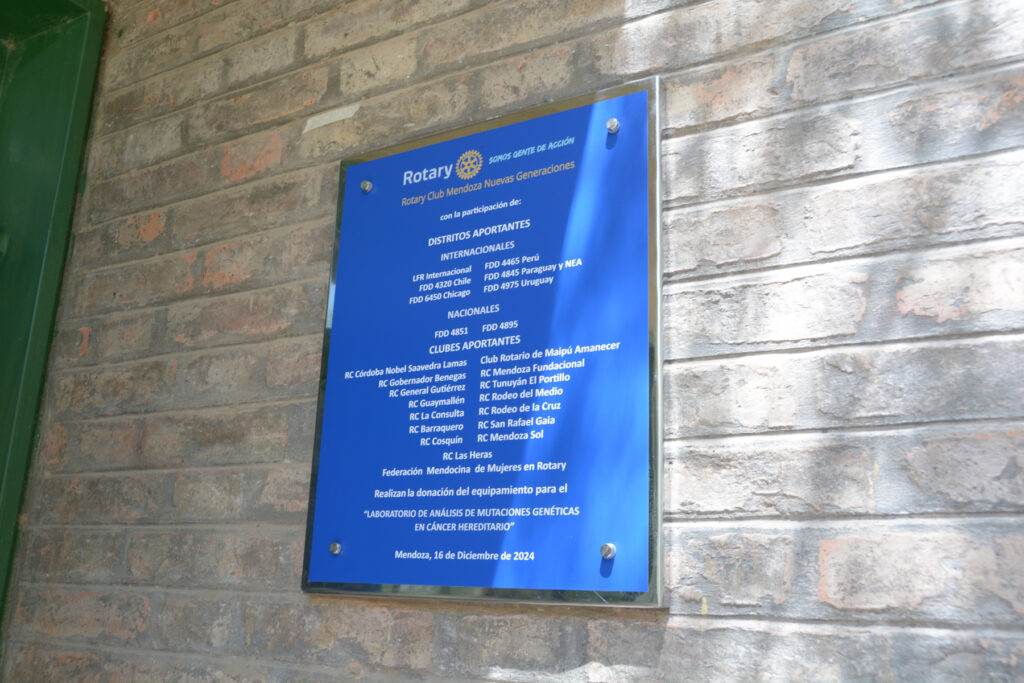 Rotary SOMOS GENTE DE ACCIÓN
Rotary Club Mendoza Nuevas Generaciones
con la participación de:
DISTRITOS APORTANTES
INTERNACIONALES
LFR Internacional FDD 4465 Perú
FDD 4320 Chile FDD 4845 Paraguay y NEA
FDD 6450 Chicago FDD 4975 Uruguay
NACIONALES
FDD 4851 FDD 4895
CLUBES APORTANTES
RC Córdoba Nobel Saavedra Lamas Club Rotario de Maipú Amanecer
RC Gobernador Benegas RC Mendoza Fundacional
RC General Gutiérrez RC Tunuyán El Portillo
RC Guaymallén RC Rodeo del Medio
RC La Consulta RC Rodeo de la Cruz
RC Barraquero RC San Rafael Gaia
RC Cosquín RC Mendoza Sol
RC Las Heras
Federación Mendocina de Mujeres en Rotary
Realizan la donación del equipamiento para el
“LABORATORIO DE ANÁLISIS DE MUTACIONES GENÉTICAS
EN CÁNCER HEREDITARIO”
Mendoza, 16 de Diciembre de 2024